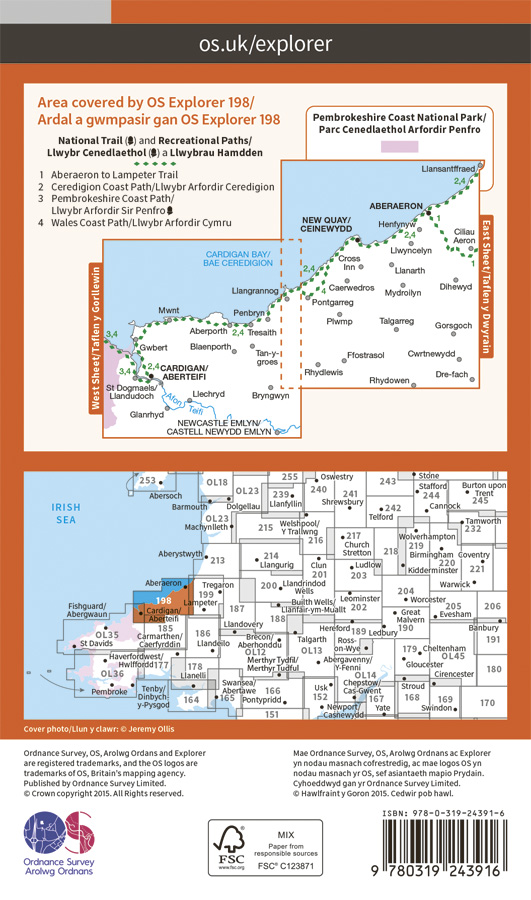 os.uk/explorer
Area covered by OS Explorer 198/
Ardal a gwmpasir gan OS Explorer 198
National Trail ( ) and Recreational Paths/
Llwybr Cenedlaethol ( ) a Llwybrau Hamdden
1 Aberaeron to Lampeter Trail
2 Ceredigion Coast Path/Llwybr Arfordir Ceredigion
3 Pembrokeshire Coast Path/
Llwybr Arfordir Sir Penfro
4 Wales Coast Path/Llwybr Arfordir Cymru
Pembrokeshire Coast National Park/
Parc Cenedlaethol Arfordir Penfro
Llansantffraed
2,4
ABERAERON
1
NEW QUAY/
CEINEWYDD
Henfynyw
2,4
Ciliau
Aeron
1
Llwyncelyn
CARDIGAN BAY/
BAE CEREDIGION
Cross
Inn
2,4
Llanarth
4
Caerwedros
Mydroilyn
Dihewyd
Llangrannog
Pontgarreg
Penbryn
Mwnt
Plwmp
Talgarreg
Gorsgoch
Aberporth
2,4
Tresaith
3,4
Gwbert
Blaenporth
Tan-y-
groes
Ffostrasol
Cwrtnewydd
3,4
2,4
CARDIGAN/
ABERTEIFI
Rhydlewis
Dre-fach
St Dogmaels/
Llandudoch
Llechryd
Bryngwyn
Rhydowen
Afon Teifi
Glanrhyd
NEWCASTLE EMLYN/
CASTELL NEWYDD EMLYN
West Sheet/Taflen y Gorllewin
East Sheet/Taflen y Dwyrain
253
Abersoch
OL18
255
Oswestry
243
Stone
Stafford
Burton upon
Trent
245
OL23
239
Llanfyllin
240
241
Shrewsbury
244
Cannock
Barmouth
Dolgellau
242
Telford
IRISH
SEA
OL23
Machynlleth
215
Welshpool/
Y Trallwng
216
217
Church
Stretton
Wolverhampton
Tamworth
232
Aberystwyth
213
214
Llangurig
Clun
201
Ludlow
203
218
219
Birmingham
220
Kidderminster
Coventry
221
Warwick
Aberaeron
Tregaron
199
Lampeter
198
Cardigan/
Aberteifi
200
Llandrindod
Wells
Builth Wells/
Llanfair-ym-Muallt
Leominster
202
204
Worcester
205
Evesham
206
Banbury
187
188
Fishguard/
Abergwaun
OL35
St Davids
185
Carmarthen/
Caerfyrddin
186
Llandeilo
Llandovery
Brecon/
Aberhonddu
OL12
Talgarth
OL13
Hereford
189
Ledbury
Ross-
on-Wye
Great
Malvern
190
191
Haverfordwest/
Hwlffordd
177
178
Llanelli
Merthyr Tydfil/
Merthyr Tudful
Abergavenny/
Y-Fenni
OL14
179
Cheltenham
OL45
Gloucester
180
OL36
Pembroke
Tenby/
Dinbych-
y-Pysgod
164
165
Swansea/
Abertawe
166
Pontypridd
151
Usk
152
Newport/
Casnewydd
Chepstow/
Cas-Gwent
167
Yate
Stroud
168
Cirencester
169
Swindon
170
Cover photo/Llun y clawr: © Jeremy Ollis
Ordnance Survey, OS, Arolwg Ordans and Explorer
are registered trademarks, and the OS logos are
trademarks of OS, Britain's mapping agency.
Published by Ordnance Survey Limited.
© Crown copyright 2015. All Rights reserved.
Mae Ordnance Survey, OS, Arolwg Ordnans ac Explorer
yn nodau masnach cofrestredig, ac mae logos OS yn
nodau masnach yr OS, sef asiantaeth mapio Prydain.
Cyhoeddwyd gan yr Ordnance Survey Limited.
© Hawlfraint y Goron 2015. Cedwir pob hawl.
Ordnance Survey
Arolwg Ordnans
FSC
www.fsc.org
MIX
Paper from
responsible sources
FSC® C123871
ISBN: 978-0-319-24391-6
9 780319 243916